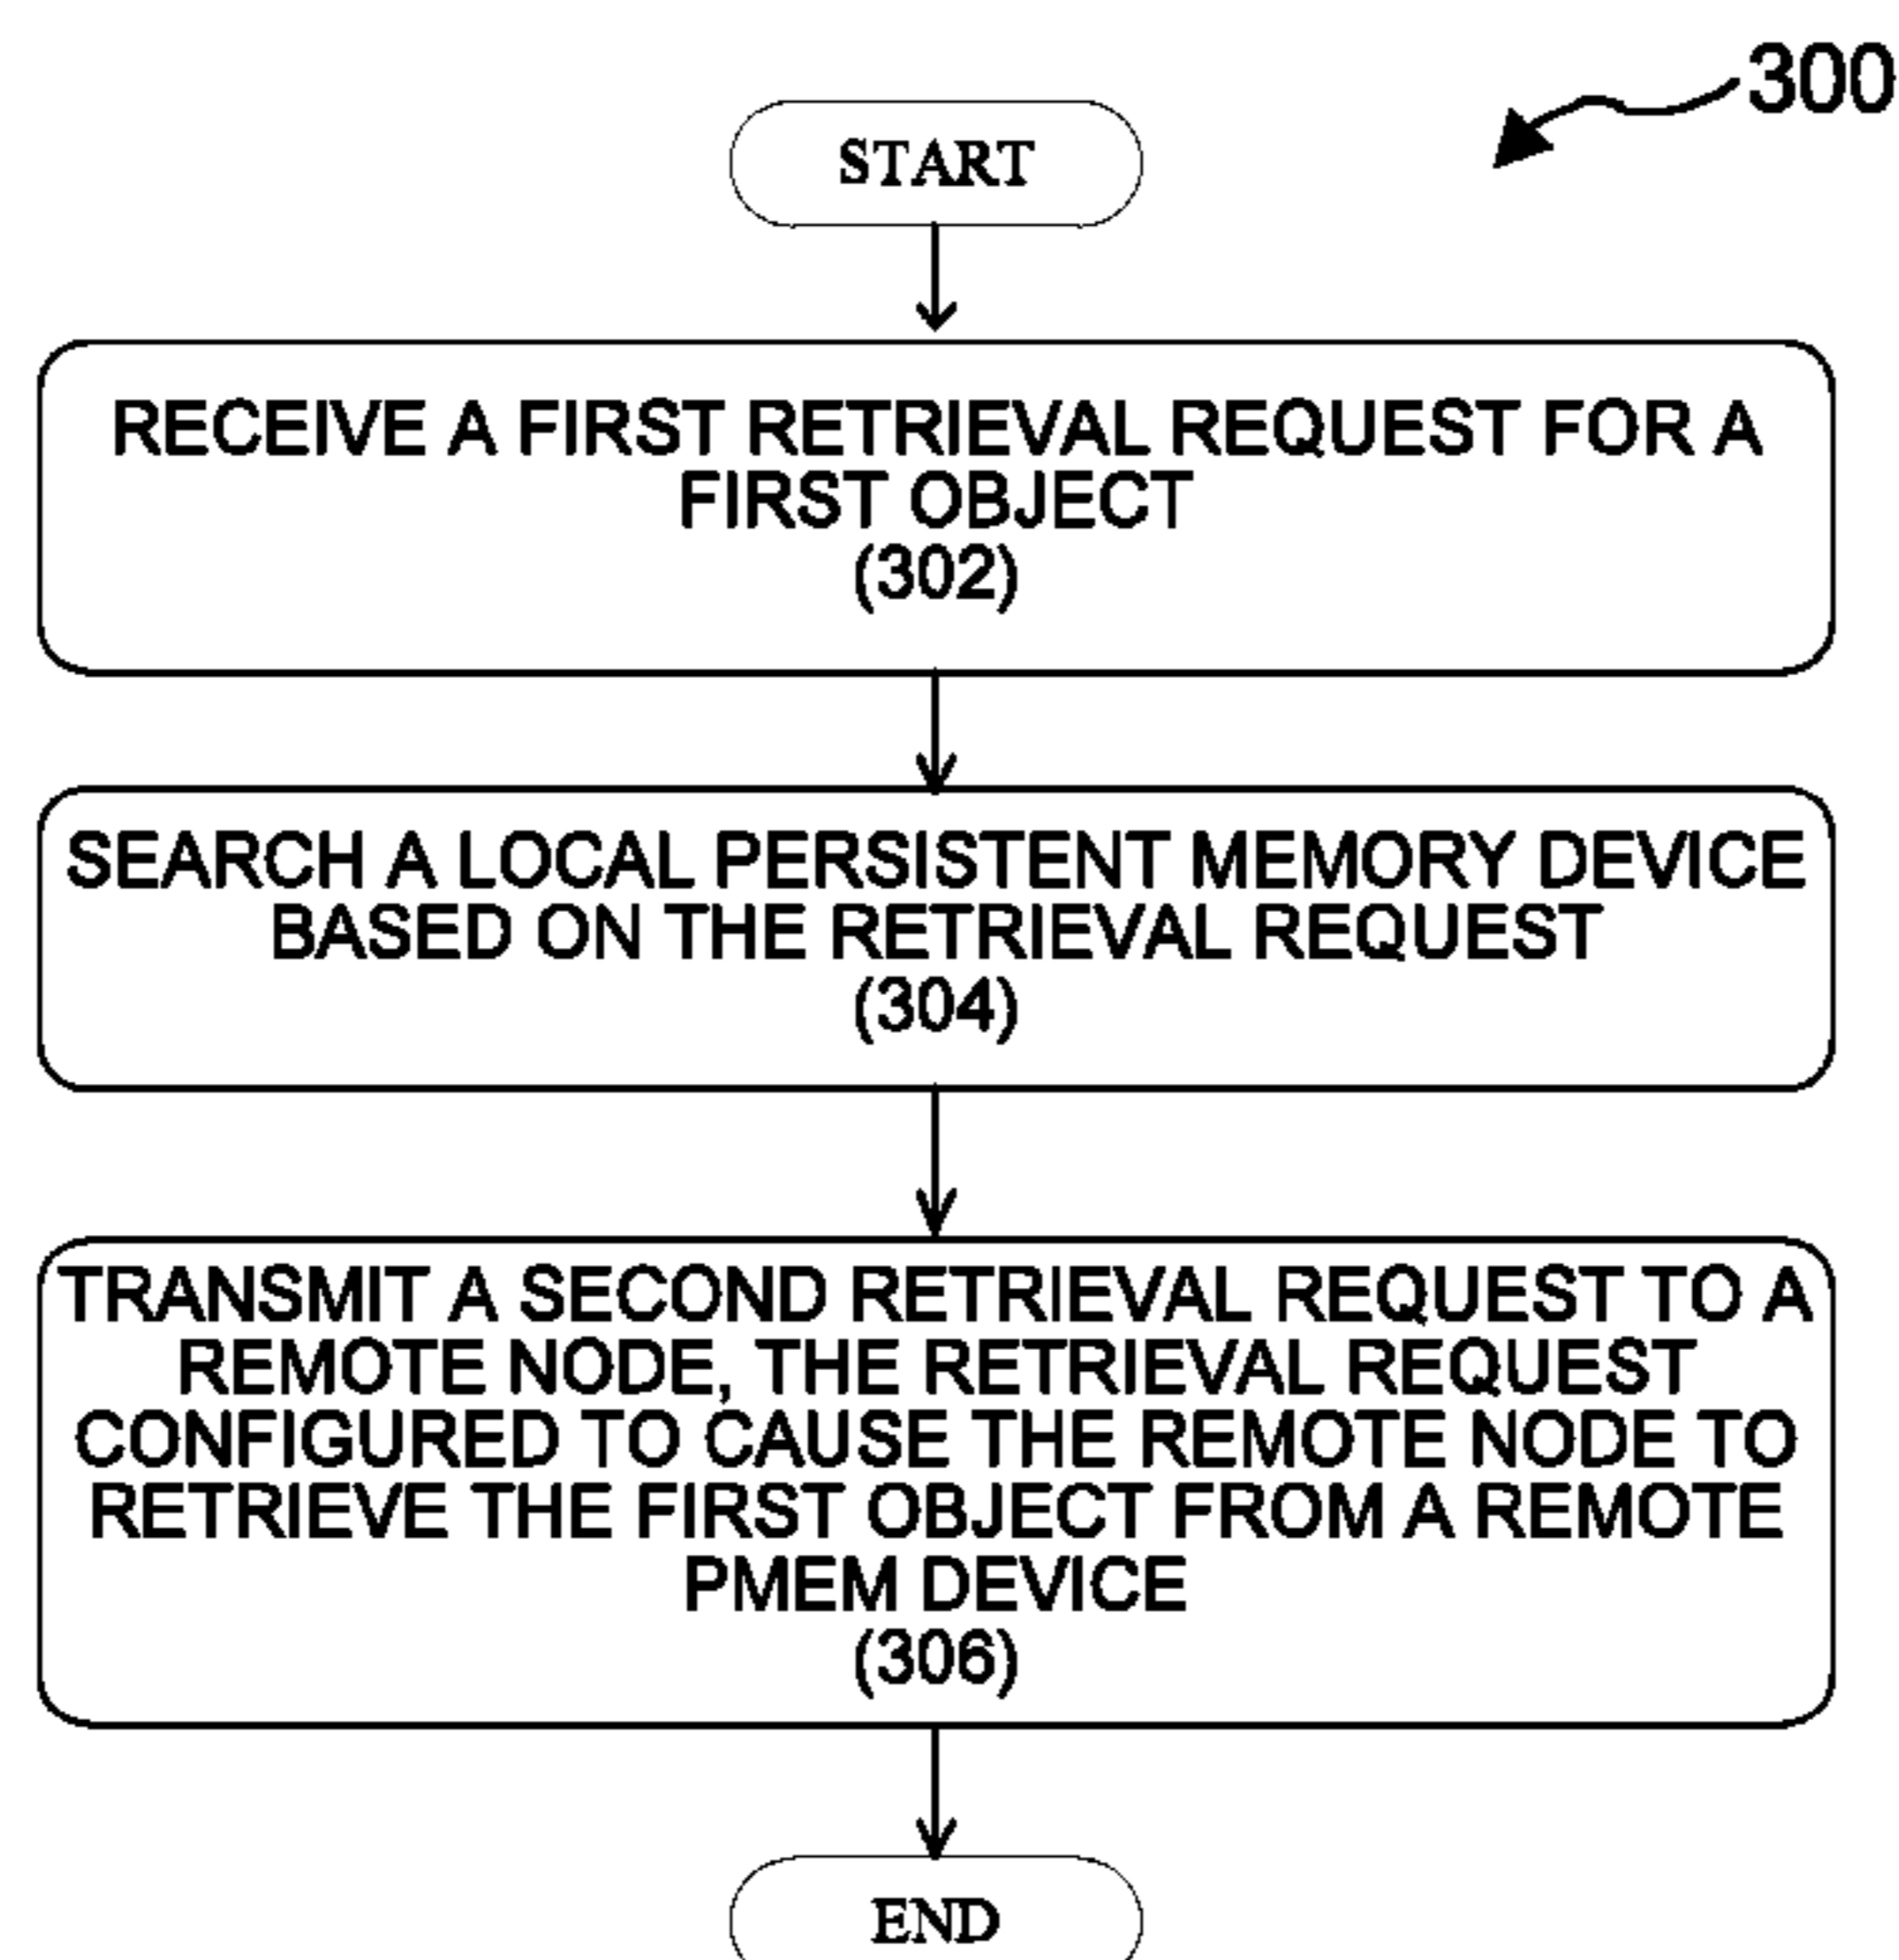 300
START
RECEIVE A FIRST RETRIEVAL REQUEST FOR A
FIRST OBJECT
(302)
SEARCH A LOCAL PERSISTENT MEMORY DEVICE
BASED ON THE RETRIEVAL REQUEST
(304)
TRANSMIT A SECOND RETRIEVAL REQUEST TO A
REMOTE NODE, THE RETRIEVAL REQUEST
CONFIGURED TO CAUSE THE REMOTE NODE TO
RETRIEVE THE FIRST OBJECT FROM A REMOTE
PMEM DEVICE
(306)
END